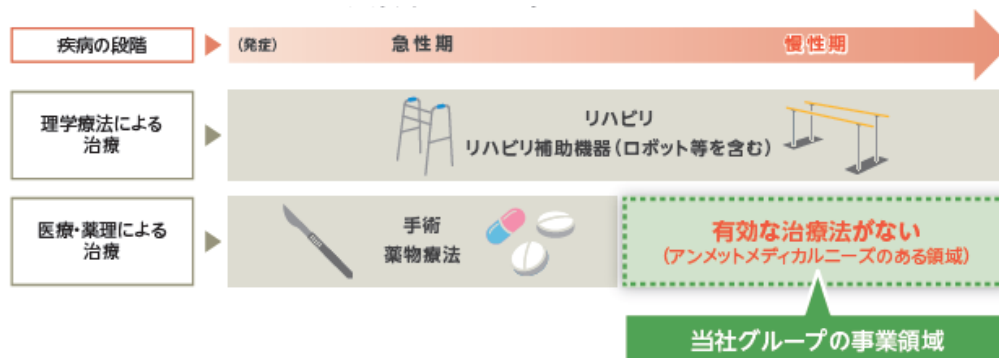 疾病の段階
(発症)
急性期
慢性期
理学療法による
治療
リハビリ
リハビリ補助機器(ロボット等を含む)
医療・薬理による
治療
手術
薬物療法
有効な治療法がない
(アンメットメディカルニーズのある領域)
当社グループの事業領域